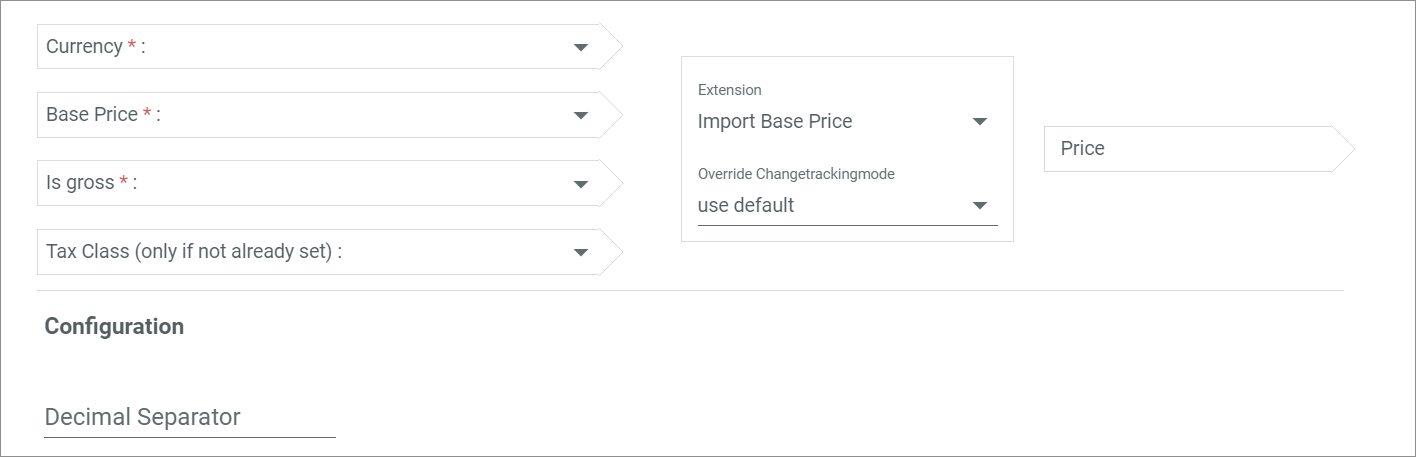 Currency * :
Base Price * :
Is gross * :
Tax Class (only if not already set) :
Extension
Import Base Price
Override Changetrackingmode
use default
Price
Configuration
Decimal Separator